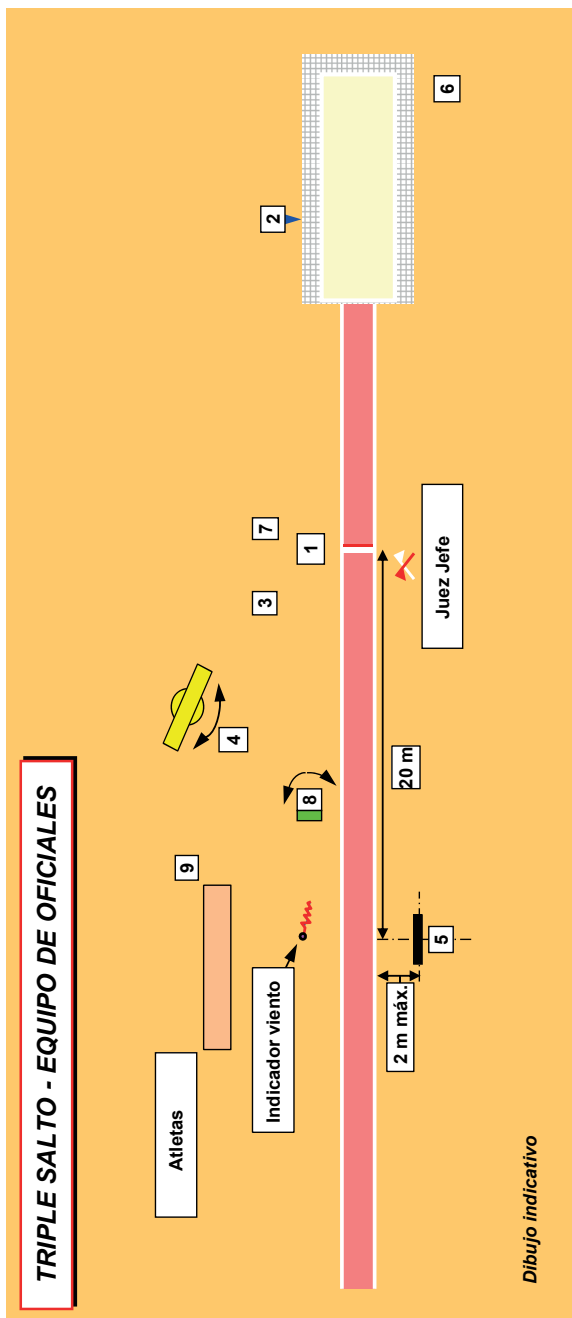 TRIPLE SALTO - EQUIPO DE OFICIALES
Atletas
9
4
3
7
2
Indicador viento
8
1
2 m máx.
5
20 m
Juez Jefe
6
Dibujo indicativo